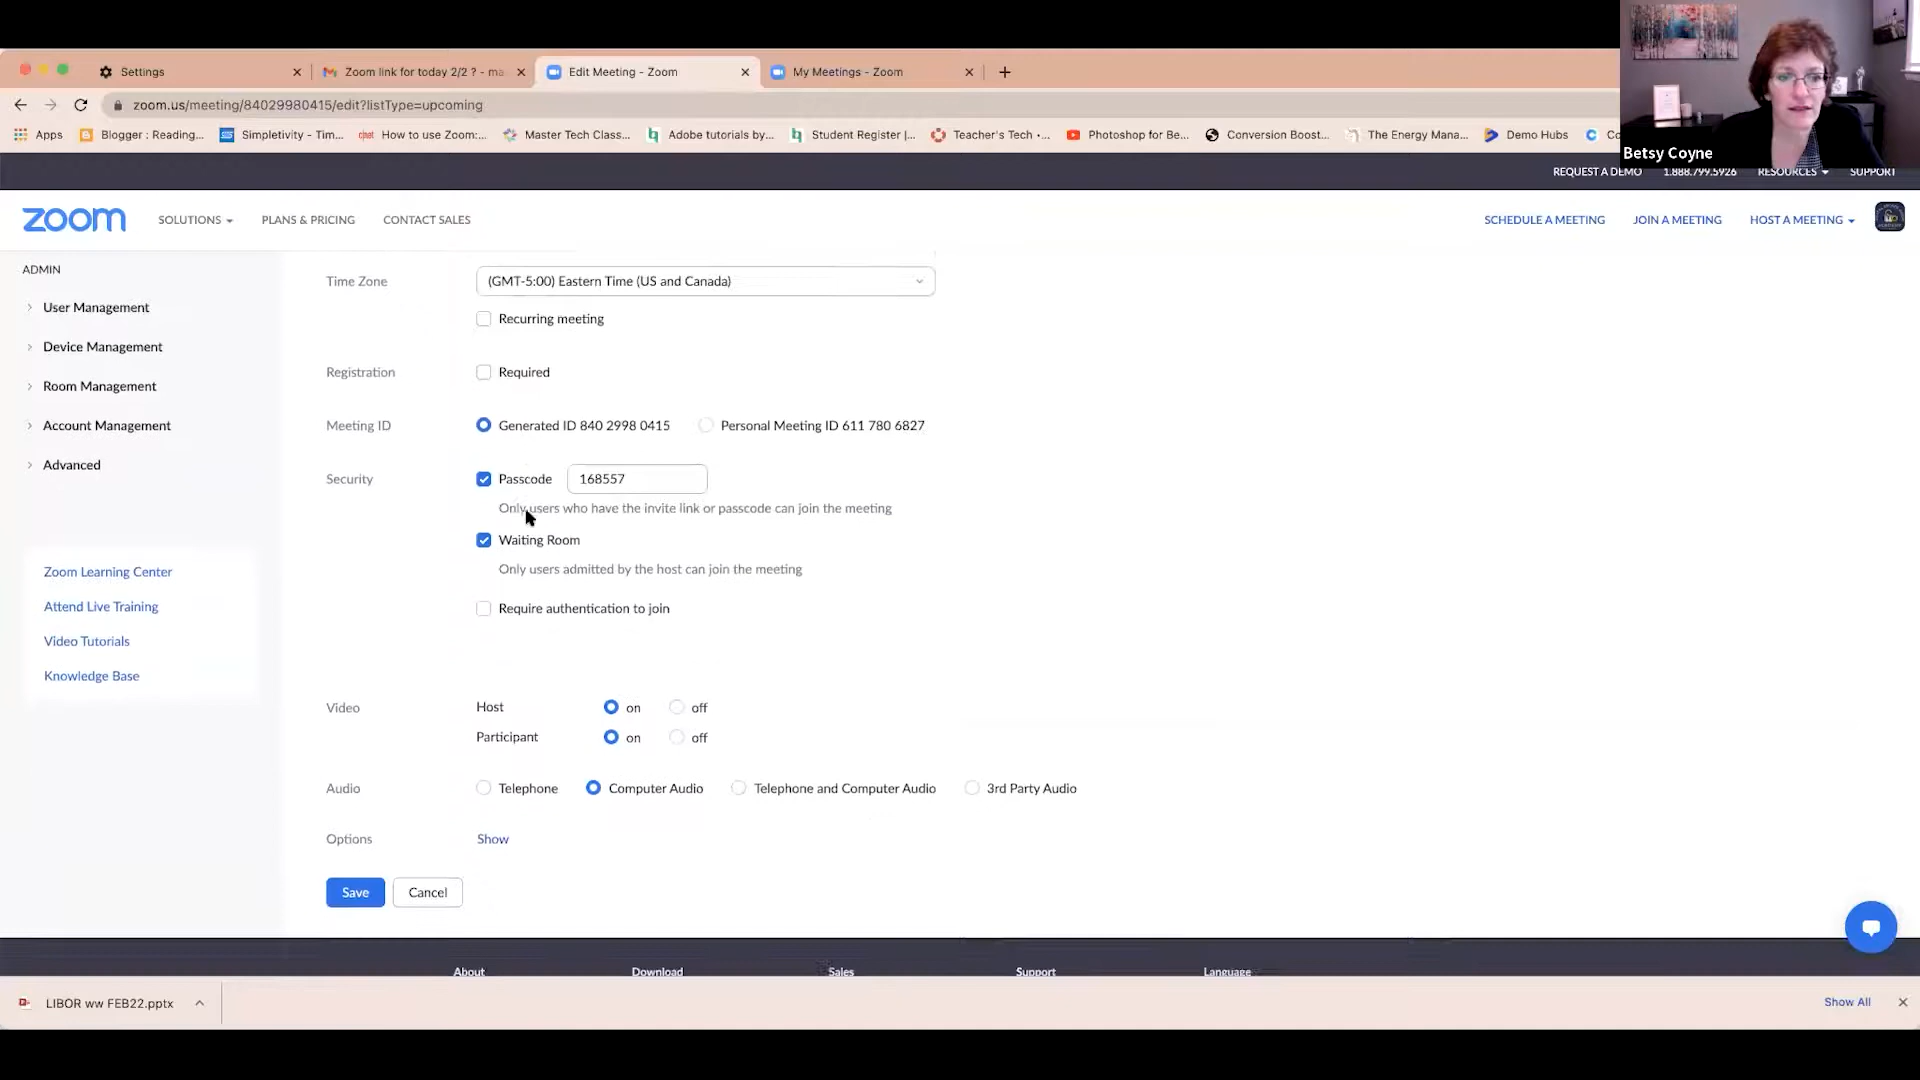 Settings
Zoom link for today 2/2 ? - ma
Edit Meeting - Zoom
My Meetings - Zoom
zoom.us/meeting/84029980415/edit?listType=upcoming
Apps
Blogger : Reading...
Simpletivity - Tim...
cnet How to use Zoom:...
Master Tech Class...
Adobe tutorials by...
Student Register |...
Teacher's Tech •...
Photoshop for Be...
Conversion Boost...
The Energy Mana...
Demo Hubs
Co
Betsy Coyne
REQUEST A DEMO
1.888.799.5926
RESOURCES
SUPPORT
zoom
SOLUTIONS
PLANS & PRICING
CONTACT SALES
SCHEDULE A MEETING
JOIN A MEETING
HOST A MEETING
ADMIN
User Management
Device Management
Room Management
Account Management
Advanced
Zoom Learning Center
Attend Live Training
Video Tutorials
Knowledge Base
Time Zone
(GMT-5:00) Eastern Time (US and Canada)
Recurring meeting
Registration
Required
Meeting ID
Generated ID 840 2998 0415
Personal Meeting ID 611 780 6827
Security
Passcode
168557
Only users who have the invite link or passcode can join the meeting
Waiting Room
Only users admitted by the host can join the meeting
Require authentication to join
Video
Host
on
off
Participant
on
off
Audio
Telephone
Computer Audio
Telephone and Computer Audio
3rd Party Audio
Options
Show
Save
Cancel
About
Download
Sales
Support
Language
LIBOR ww FEB22.pptx
Show All